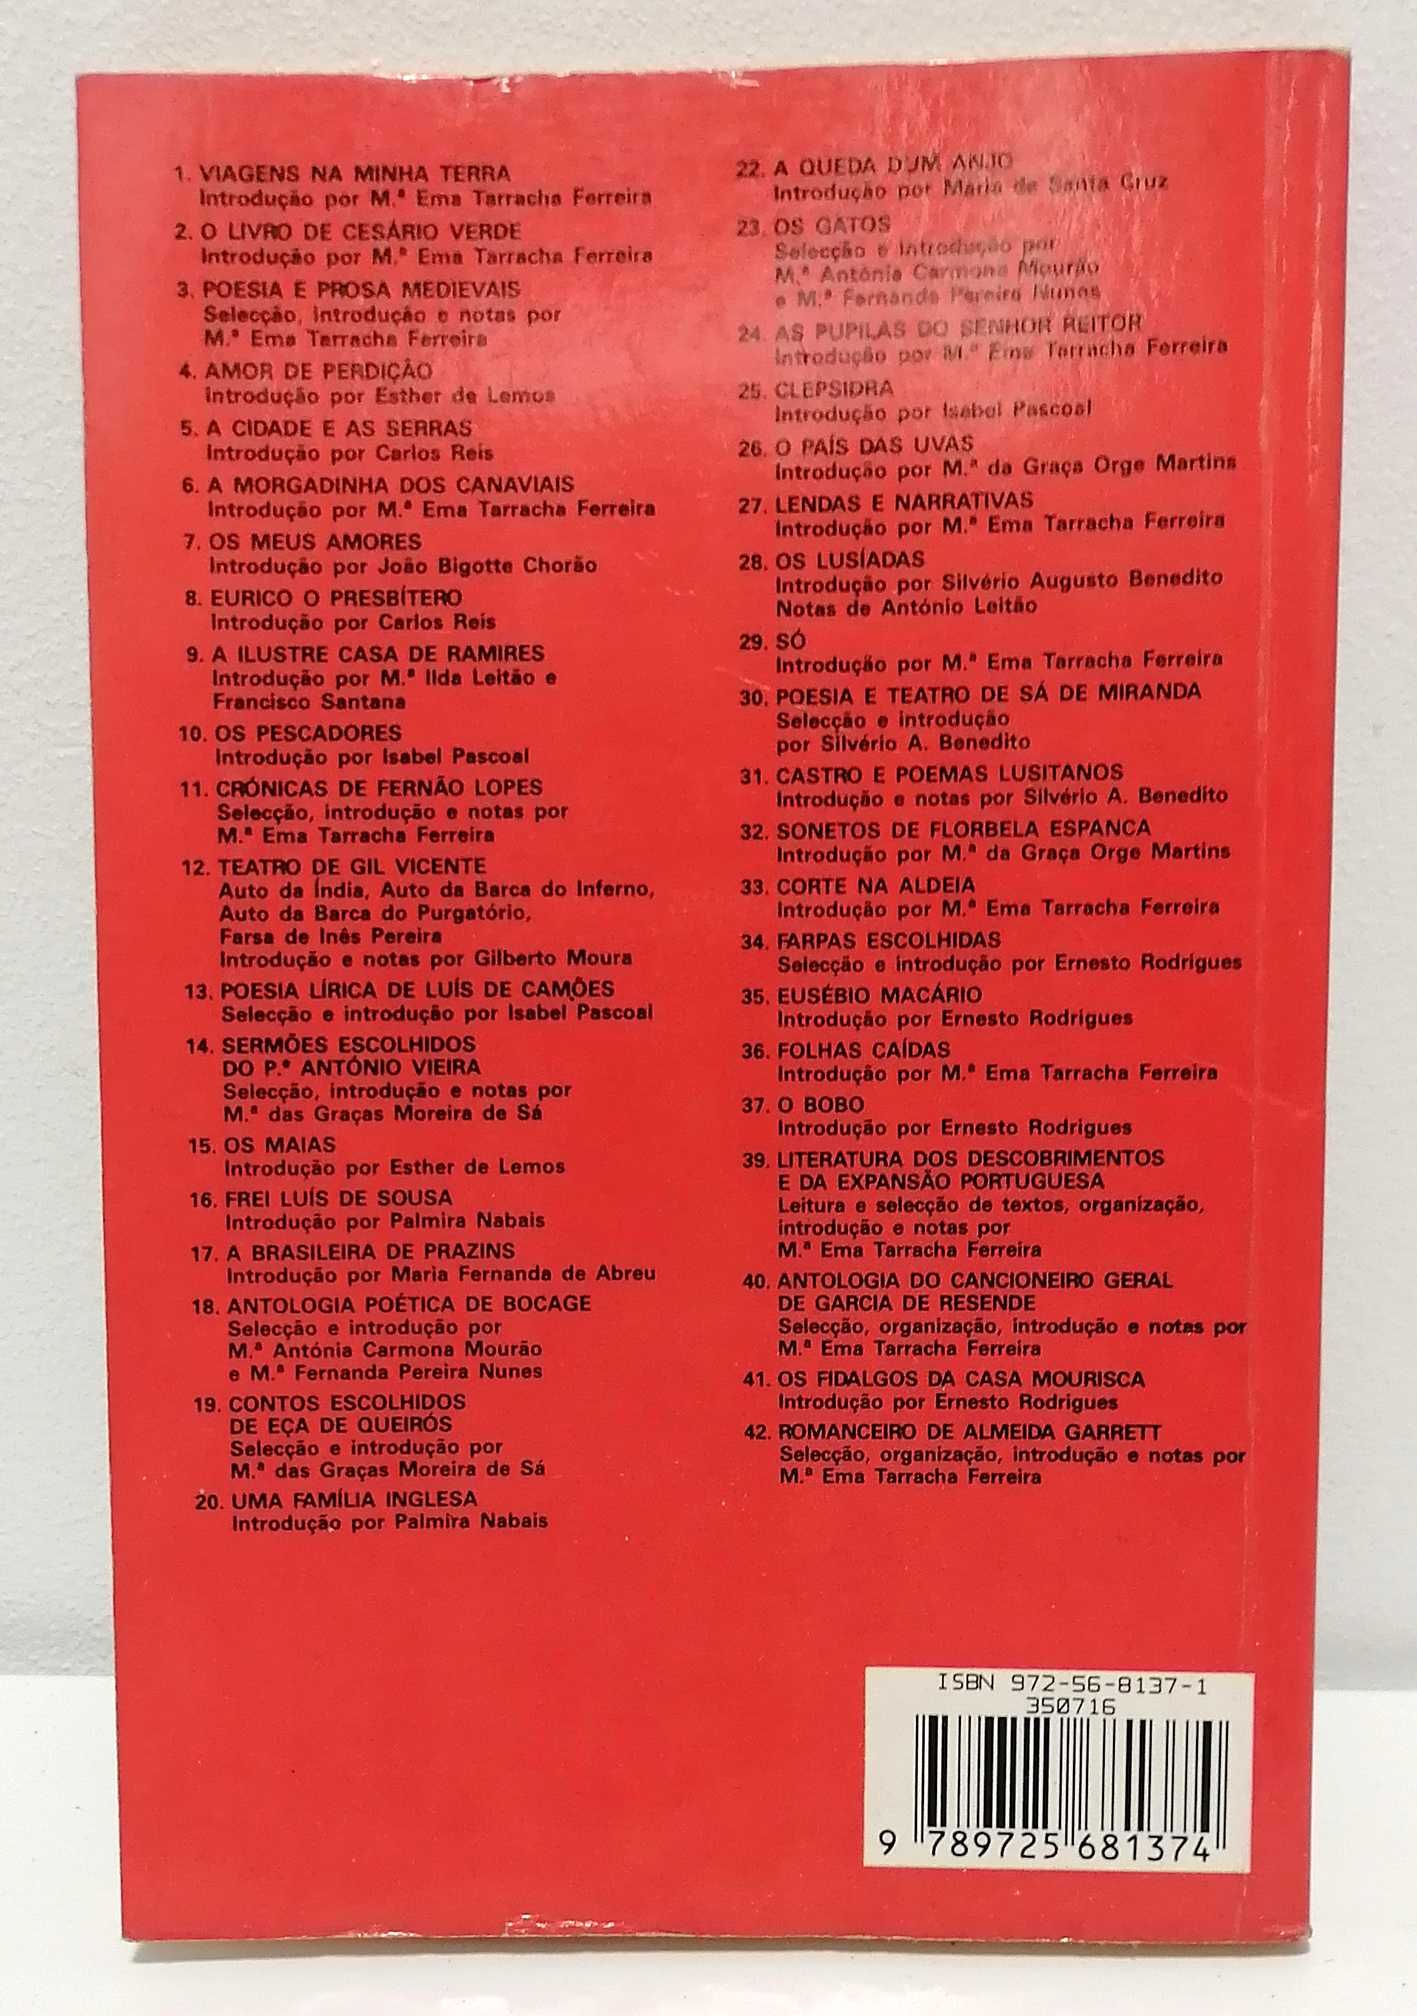 1. VIAGENS NA MINHA TERRA
Introdução por M.ª Ema Tarracha Ferreira
2. O LIVRO DE CESÁRIO VERDE
Introdução por M.ª Ema Tarracha Ferreira
3. POESIA E PROSA MEDIEVAIS
Selecção, introdução e notas por
M.ª Ema Tarracha Ferreira
4. AMOR DE PERDIÇÃO
Introdução por Esther de Lemos
5. A CIDADE E AS SERRAS
Introdução por Carlos Reis
6. A MORGADINHA DOS CANAVIAIS
Introdução por M.ª Ema Tarracha Ferreira
7. OS MEUS AMORES
Introdução por João Bigotte Chorão
8. EURICO O PRESBÍTERO
Introdução por Carlos Reis
9. A ILUSTRE CASA DE RAMIRES
Introdução por M.ª Ilda Leitão e
Francisco Santana
10. OS PESCADORES
Introdução por Isabel Pascoal
11. CRÓNICAS DE FERNÃO LOPES
Selecção, introdução e notas por
M.ª Ema Tarracha Ferreira
12. TEATRO DE GIL VICENTE
Auto da Índia, Auto da Barca do Inferno,
Auto da Barca do Purgatório,
Farsa de Inês Pereira
Introdução e notas por Gilberto Moura
13. POESIA LÍRICA DE LUÍS DE CAMÕES
Selecção e introdução por Isabel Pascoal
14. SERMÕES ESCOLHIDOS
DO P.ª ANTÓNIO VIEIRA
Selecção, introdução e notas por
M.ª das Graças Moreira de Sá
15. OS MAIAS
Introdução por Esther de Lemos
16. FREI LUÍS DE SOUSA
Introdução por Palmira Nabais
17. A BRASILEIRA DE PRAZINS
Introdução por Maria Fernanda de Abreu
18. ANTOLOGIA POÉTICA DE BOCAGE
Selecção e introdução por
M.ª Antónia Carmona Mourão
e M.ª Fernanda Pereira Nunes
19. CONTOS ESCOLHIDOS
DE EÇA DE QUEIRÓS
Selecção e introdução por
M.ª das Graças Moreira de Sá
20. UMA FAMÍLIA INGLESA
Introdução por Palmira Nabais
22. A QUEDA DUM ANJO
Introdução por Maria de Santa Cruz
23. OS GATOS
Selecção e introdução por
M.ª Antónia Carmona Mourão
e M.ª Fernanda Pereira Nunes
24. AS PUPILAS DO SENHOR REITOR
Introdução por M.ª Ema Tarracha Ferreira
25. CLEPSIDRA
Introdução por Isabel Pascoal
26. O PAÍS DAS UVAS
Introdução por M.ª da Graça Orge Martins
27. LENDAS E NARRATIVAS
Introdução por M.ª Ema Tarracha Ferreira
28. OS LUSÍADAS
Introdução por Silvério Augusto Benedito
Notas de António Leitão
29. SÓ
Introdução por M.ª Ema Tarracha Ferreira
30. POESIA E TEATRO DE SÁ DE MIRANDA
Selecção e introdução
por Silvério A. Benedito
31. CASTRO E POEMAS LUSITANOS
Introdução e notas por Silvério A. Benedito
32. SONETOS DE FLORBELA ESPANCA
Introdução por M.ª da Graça Orge Martins
33. CORTE NA ALDEIA
Introdução por M.ª Ema Tarracha Ferreira
34. FARPAS ESCOLHIDAS
Selecção e introdução por Ernesto Rodrigues
35. EUSÉBIO MACÁRIO
Introdução por Ernesto Rodrigues
36. FOLHAS CAÍDAS
Introdução por M.ª Ema Tarracha Ferreira
37. O BOBO
Introdução por Ernesto Rodrigues
39. LITERATURA DOS DESCOBRIMENTOS
E DA EXPANSÃO PORTUGUESA
Leitura e selecção de textos, organização,
introdução e notas por
M.ª Ema Tarracha Ferreira
40. ANTOLOGIA DO CANCIONEIRO GERAL
DE GARCIA DE RESENDE
Selecção, organização, introdução e notas por
M.ª Ema Tarracha Ferreira
41. OS FIDALGOS DA CASA MOURISCA
Introdução por Ernesto Rodrigues
42. ROMANCEIRO DE ALMEIDA GARRETT
Selecção, organização, introdução e notas por
M.ª Ema Tarracha Ferreira
ISBN 972-56-8137-1
350716
9 789725 681374